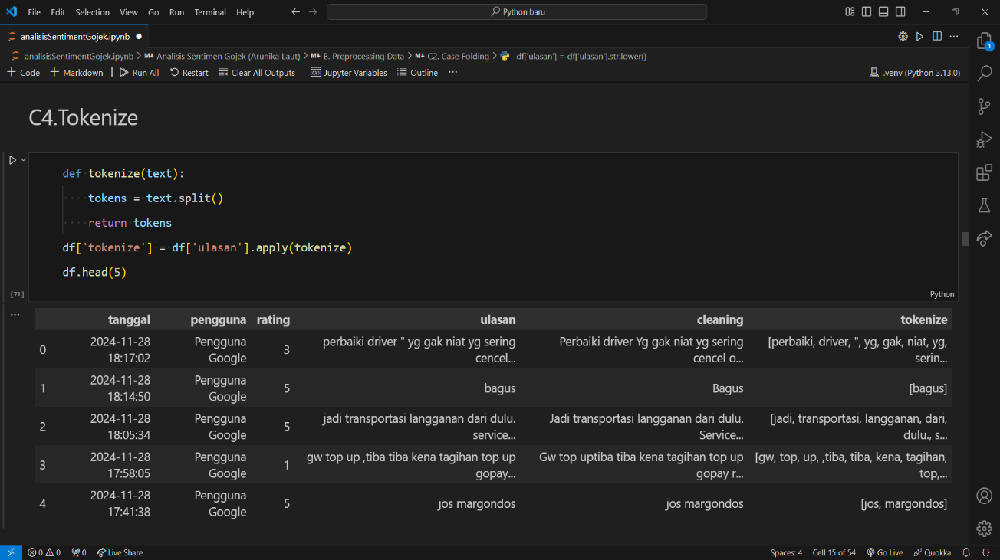 File Edit Selection View Go Run Terminal Help
Python baru
analisisSentimentGojek.ipynb
analisisSentimentGojek.ipynb > M↓ Analisis Sentimen Gojek (Arunika Laut) > M↓ B. Preprocessing Data > M↓ C2. Case Folding > df['ulasan'] = df['ulasan'].str.lower()
+ Code + Markdown | Run All Restart Clear All Outputs | Jupyter Variables Outline ...
.venv (Python 3.13.0)
1
C4.Tokenize
def tokenize(text):
    tokens = text.split()
    return tokens
df['tokenize'] = df['ulasan'].apply(tokenize)
df.head(5)
[71]
Python
tanggal pengguna rating ulasan cleaning tokenize
0 2024-11-28 18:17:02 Pengguna Google 3 perbaiki driver " yg gak niat yg sering cencel... Perbaiki driver Yg gak niat yg sering cencel o... [perbaiki, driver, ", yg, gak, niat, yg, serin...
1 2024-11-28 18:14:50 Pengguna Google 5 bagus Bagus [bagus]
2 2024-11-28 18:05:34 Pengguna Google 5 jadi transportasi langganan dari dulu. service... Jadi transportasi langganan dari dulu. Service... [jadi, transportasi, langganan, dari, dulu., s...
3 2024-11-28 17:58:05 Pengguna Google 1 gw top up ,tiba tiba kena tagihan top up gopay... Gw top uptiba tiba kena tagihan top up gopay r... [gw, top, up, ,tiba, tiba, kena, tagihan, top,...
4 2024-11-28 17:41:38 Pengguna Google 5 jos margondos jos margondos [jos, margondos]
0 0 0 Live Share
Spaces: 4 Cell 15 of 54 Go Live Quokka {}